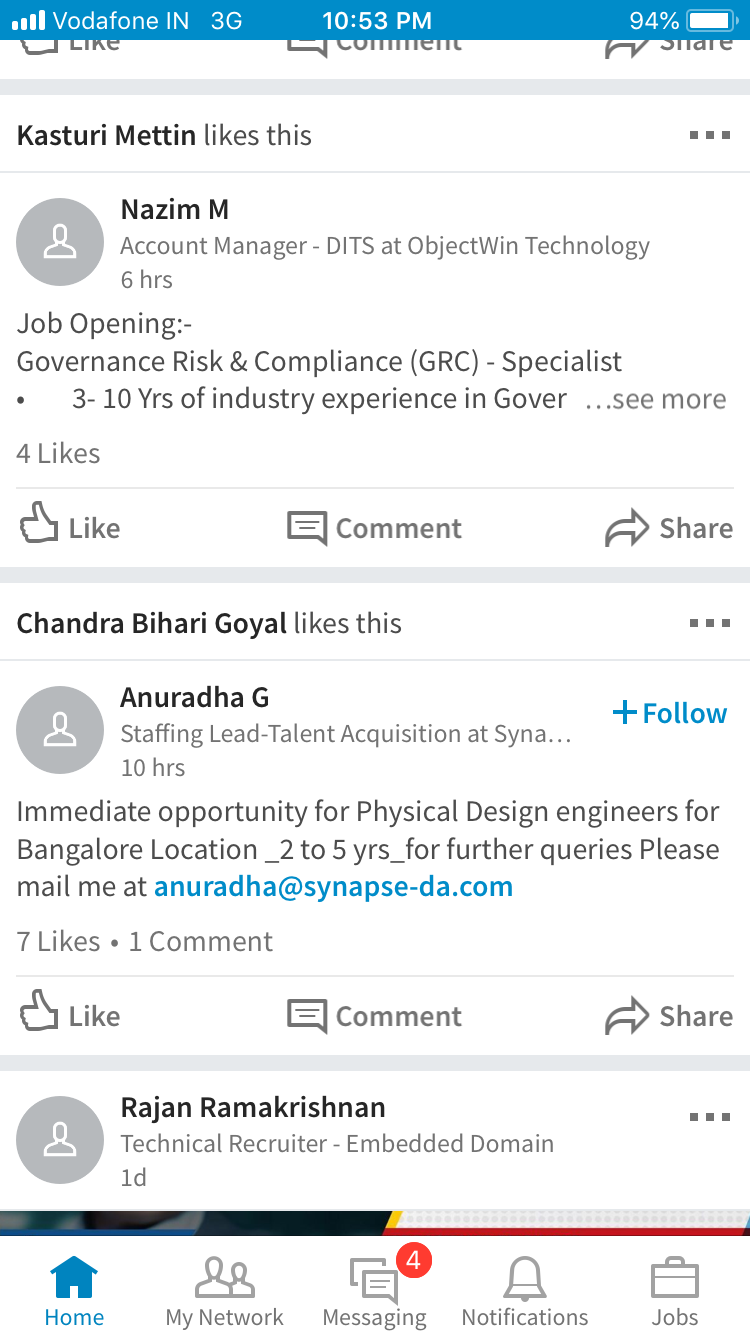 Vodafone IN 3G 10:53 PM 94%
Like Comment Share
Kasturi Mettin likes this
Nazim M
Account Manager - DITS at ObjectWin Technology
6 hrs
Job Opening:-
Governance Risk & Compliance (GRC) - Specialist
• 3- 10 Yrs of industry experience in Gover ...see more
4 Likes
Like Comment Share
Chandra Bihari Goyal likes this
Anuradha G
+ Follow
Staffing Lead-Talent Acquisition at Syna...
10 hrs
Immediate opportunity for Physical Design engineers for
Bangalore Location _2 to 5 yrs_for further queries Please
mail me at anuradha@synapse-da.com
7 Likes • 1 Comment
Like Comment Share
Rajan Ramakrishnan
Technical Recruiter - Embedded Domain
1d
4
Home My Network Messaging Notifications Jobs